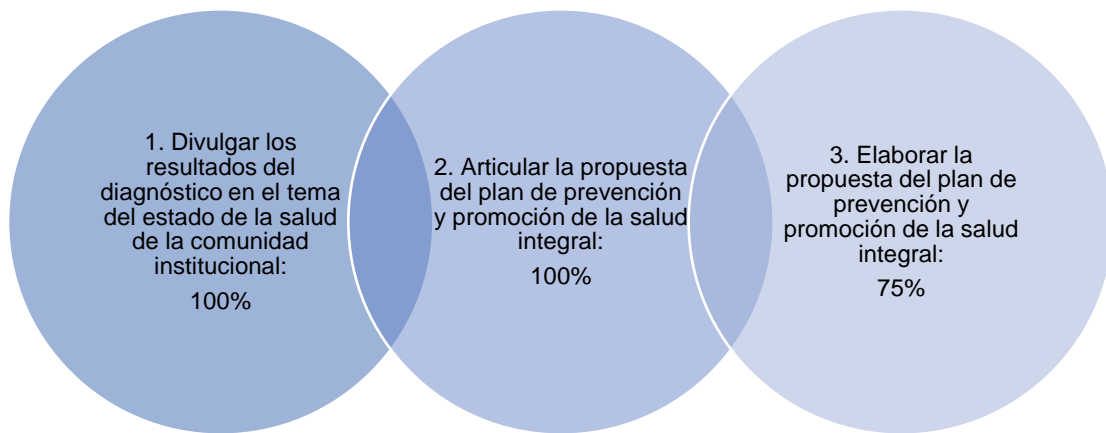 1. Divulgar los
resultados del
diagnóstico en el tema
del estado de la salud
de la comunidad
institucional:
100%
2. Articular la propuesta
del plan de prevención
y promoción de la salud
integral:
100%
3. Elaborar la
propuesta del plan de
prevención y
promoción de la salud
integral:
75%